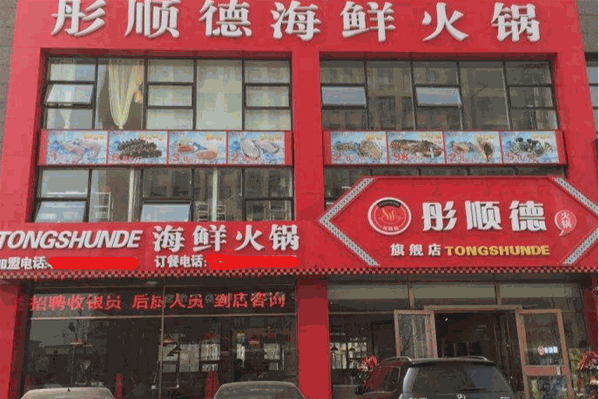 彤顺德海鲜火锅
TONGSHUNDE 海鲜火锅
加盟电话: 订餐电话:
彤顺德 火锅
旗舰店 TONGSHUNDE
招聘收银员 后厨人员 到店咨询